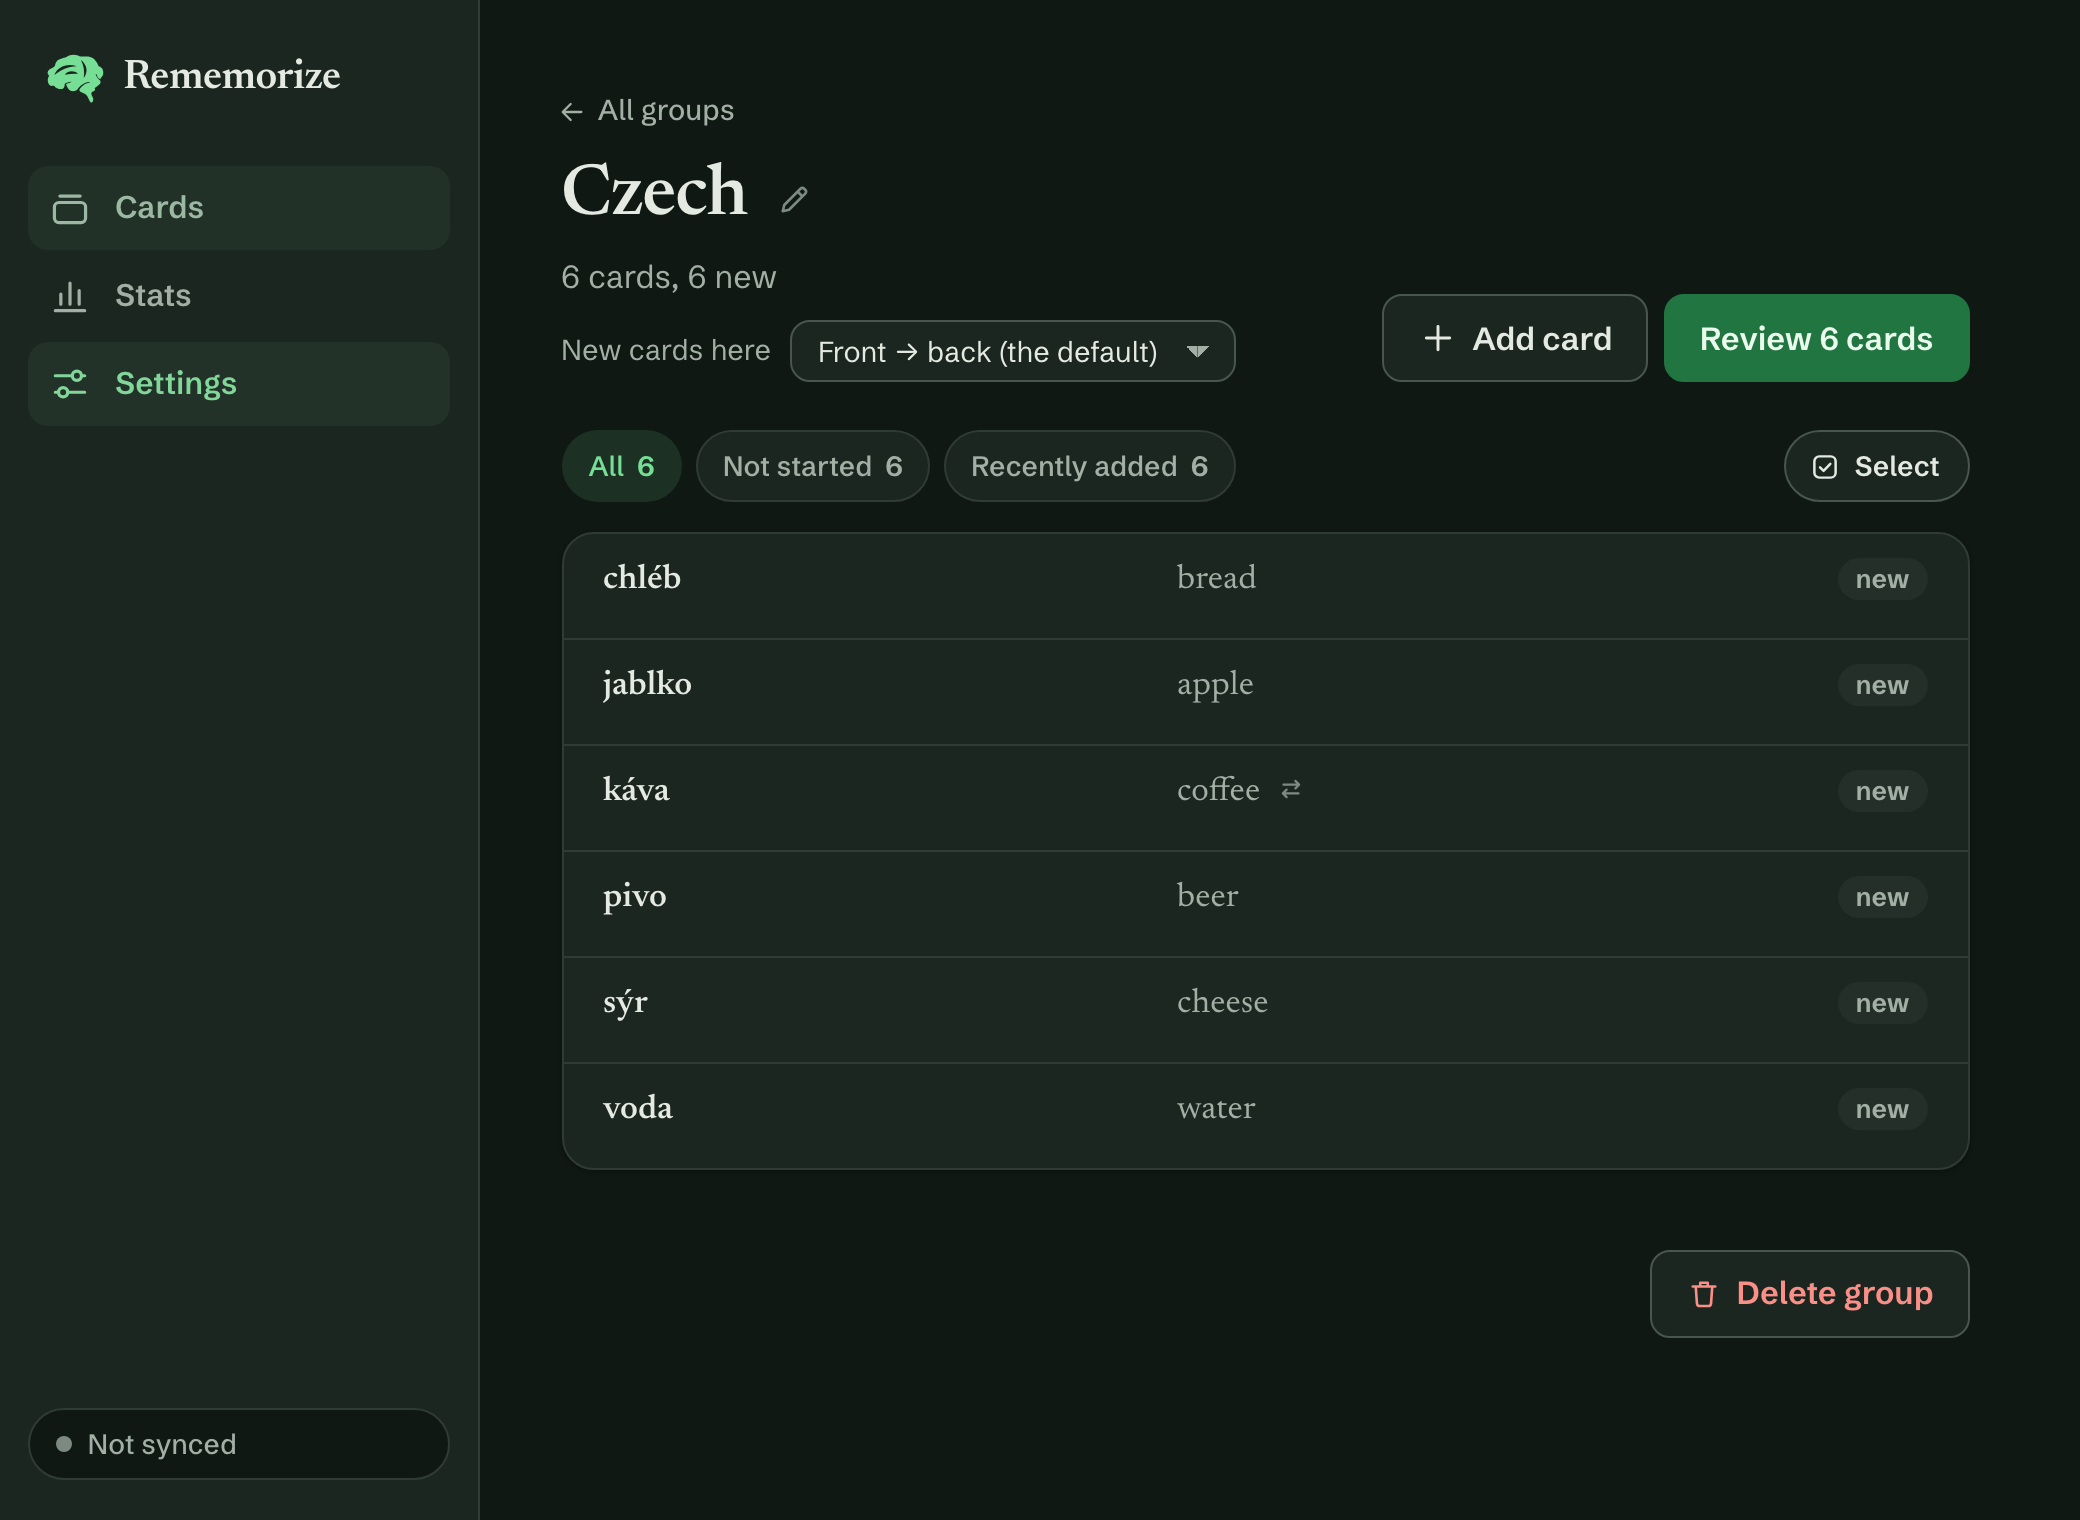 Rememorize
Cards
Stats
Settings
Not synced
← All groups
Czech
6 cards, 6 new
New cards here Front → back (the default)
+ Add card
Review 6 cards
All 6
Not started 6
Recently added 6
Select
chléb bread new
jablko apple new
káva coffee ⇄ new
pivo beer new
sýr cheese new
voda water new
Delete group